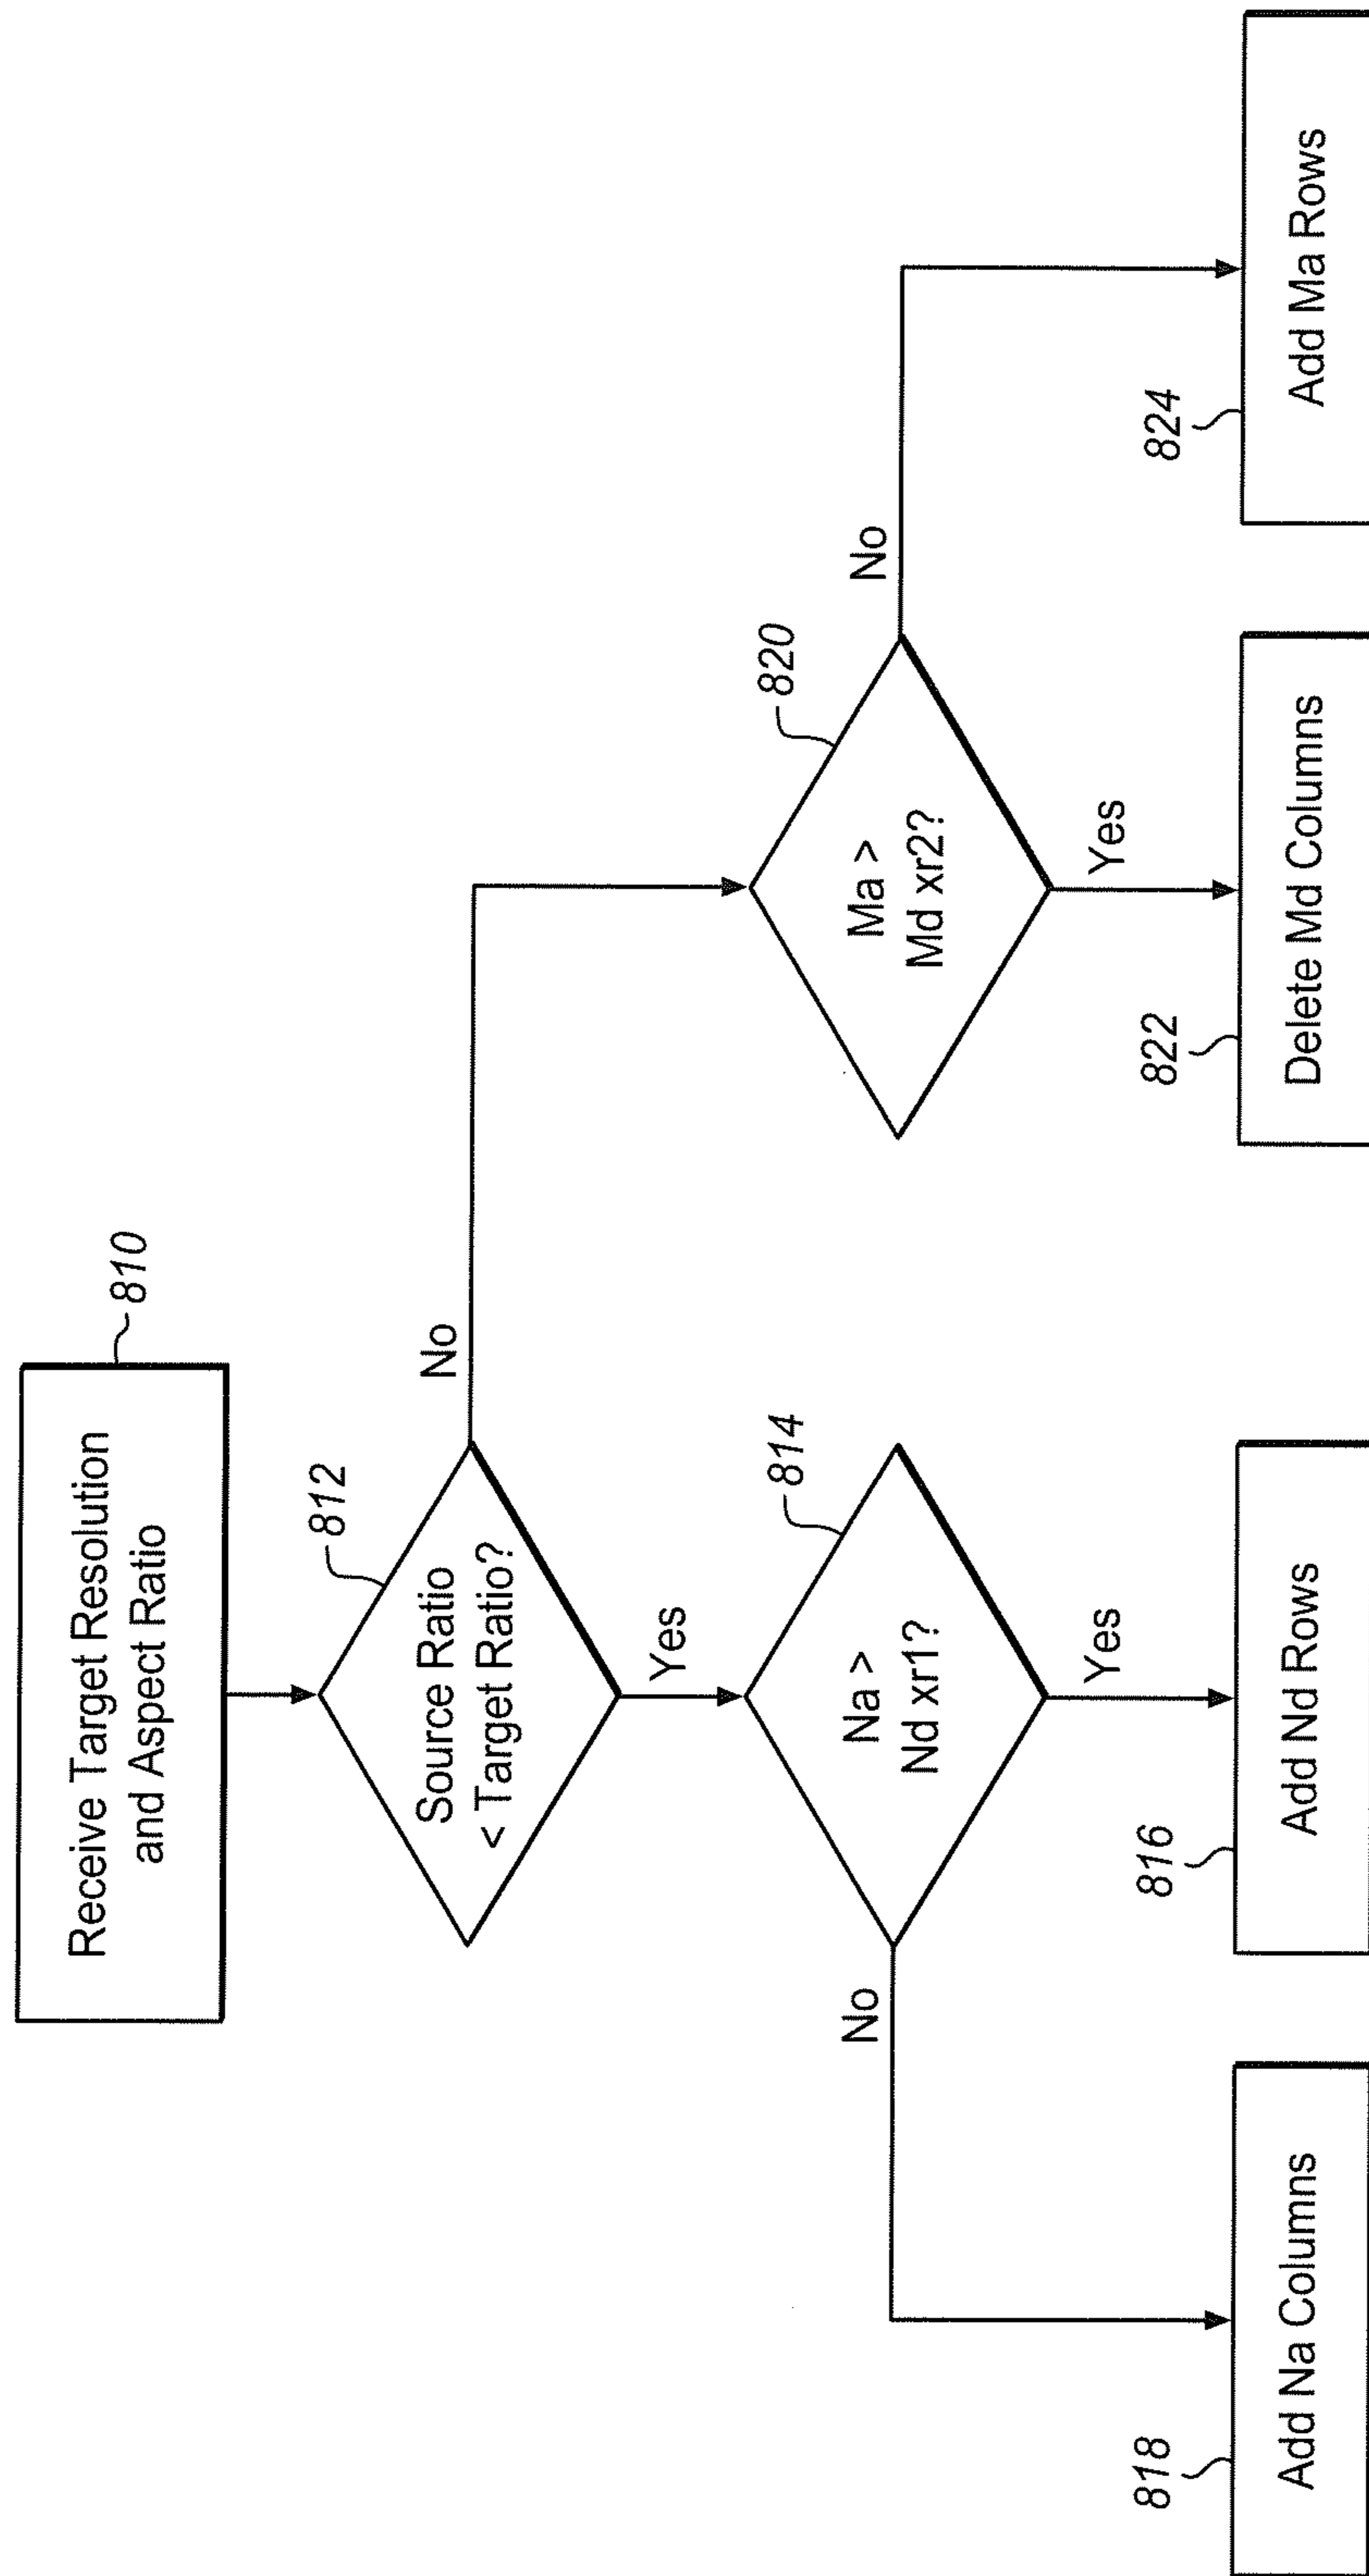 Receive Target Resolution
and Aspect Ratio
810
812
Source Ratio
< Target Ratio?
No
Yes
814
Na >
Nd xr1?
No
Yes
820
Ma >
Md xr2?
No
Yes
818
Add Na Columns
816
Add Nd Rows
822
Delete Md Columns
824
Add Ma Rows